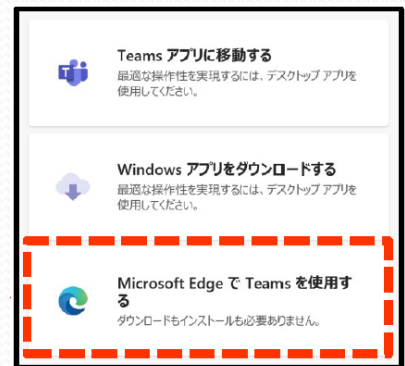 Teams アプリに移動する
最適な操作性を実現するには、デスクトップ アプリを
使用してください。
Windows アプリをダウンロードする
最適な操作性を実現するには、デスクトップ アプリを
使用してください。
Microsoft Edge で Teams を使用す
る
ダウンロードもインストールも必要ありません。